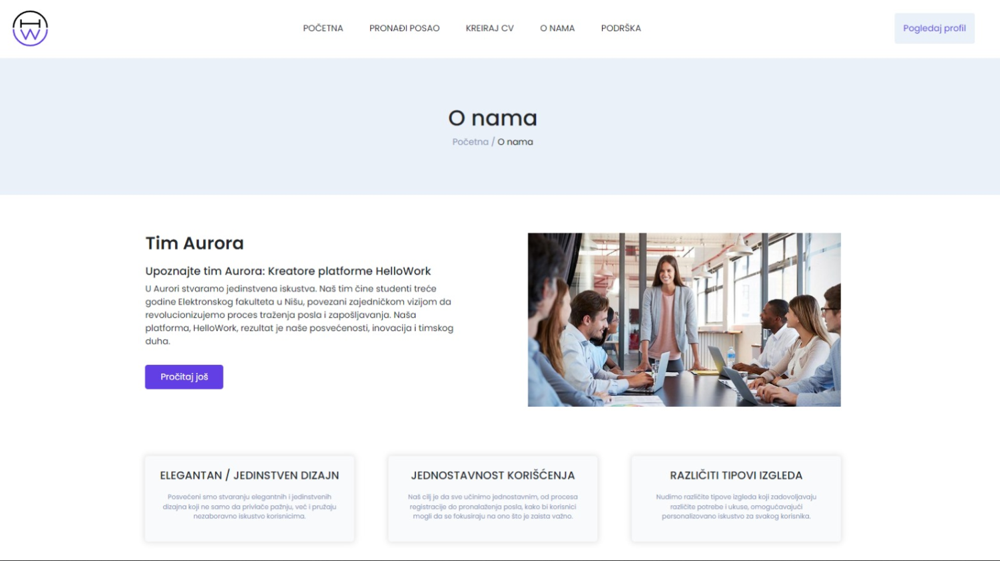 HW
POČETNA PRONAĐI POSAO KREIRAJ CV O NAMA PODRŠKA Pogledaj profil
O nama
Početna / O nama
Tim Aurora
Upoznajte tim Aurora: Kreatore platforme HelloWork
U Aurori stvaramo jedinstvena iskustva. Naš tim čine studenti treće
godine Elektronskog fakulteta u Nišu, povezani zajedničkom vizijom da
revolucionizujemo proces traženja posla i zapošljavanja. Naša
platforma, HelloWork, rezultat je naše posvećenosti, inovacija i timskog
duha.
Pročitaj još
ELEGANTAN / JEDINSTVEN DIZAJN
Posvećeni smo stvaranju elegantnih i jedinstvenih
dizajna koji ne samo da privlače pažnju, već i pružaju
nezaboravno iskustvo korisnicima.
JEDNOSTAVNOST KORIŠĆENJA
Naš cilj je da sve učinimo jednostavnim, od procesa
registracije do pronalaženja posla, kako bi korisnici
mogli da se fokusiraju na ono što je zaista važno.
RAZLIČITI TIPOVI IZGLEDA
Nudimo različite tipove izgleda koji zadovoljavaju
različite potrebe i ukuse, omogućavajući
personalizovano iskustvo za svakog korisnika.